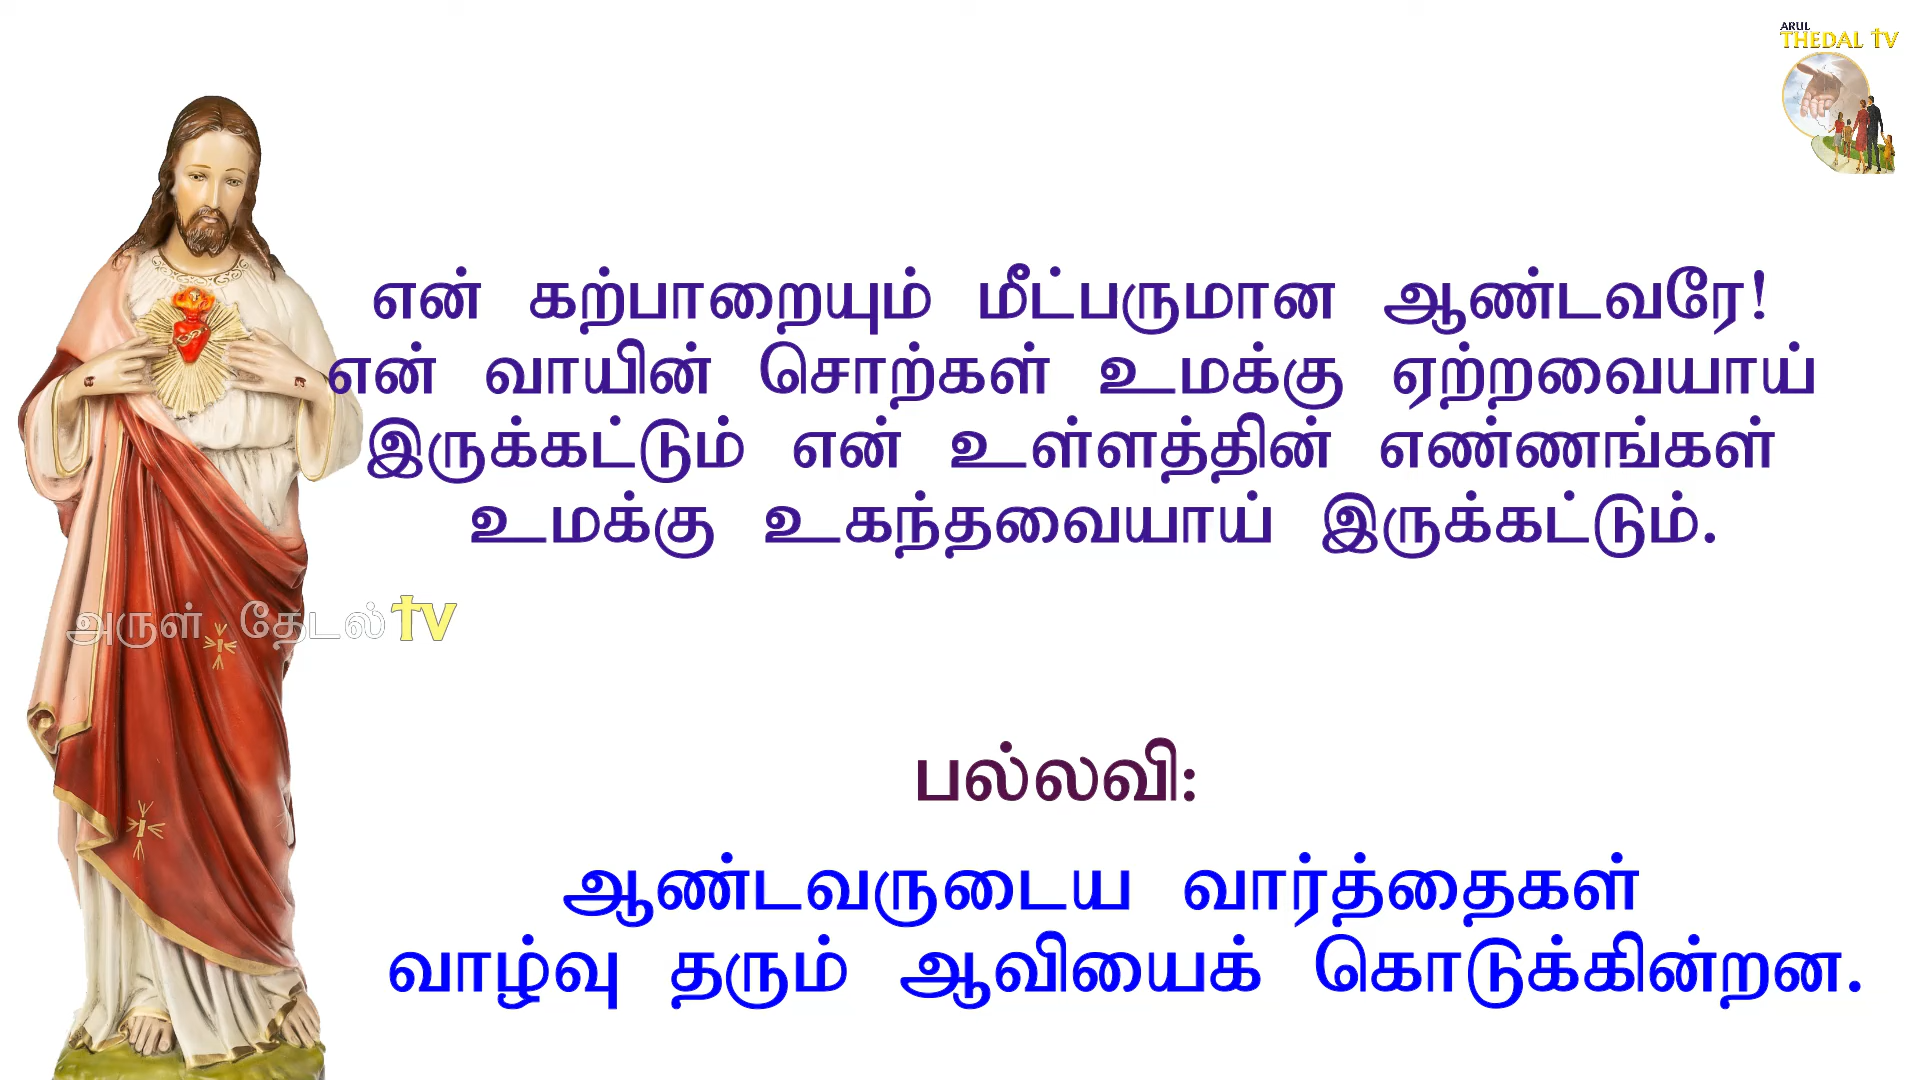 ARUL
THEDAL TV
என் கற்பாறையும் மீட்பருமான ஆண்டவரே!
என் வாயின் சொற்கள் உமக்கு ஏற்றவையாய்
இருக்கட்டும் என் உள்ளத்தின் எண்ணங்கள்
உமக்கு உகந்தவையாய் இருக்கட்டும்.
அருள் தேடல் tv
பல்லவி:
ஆண்டவருடைய வார்த்தைகள்
வாழ்வு தரும் ஆவியைக் கொடுக்கின்றன.